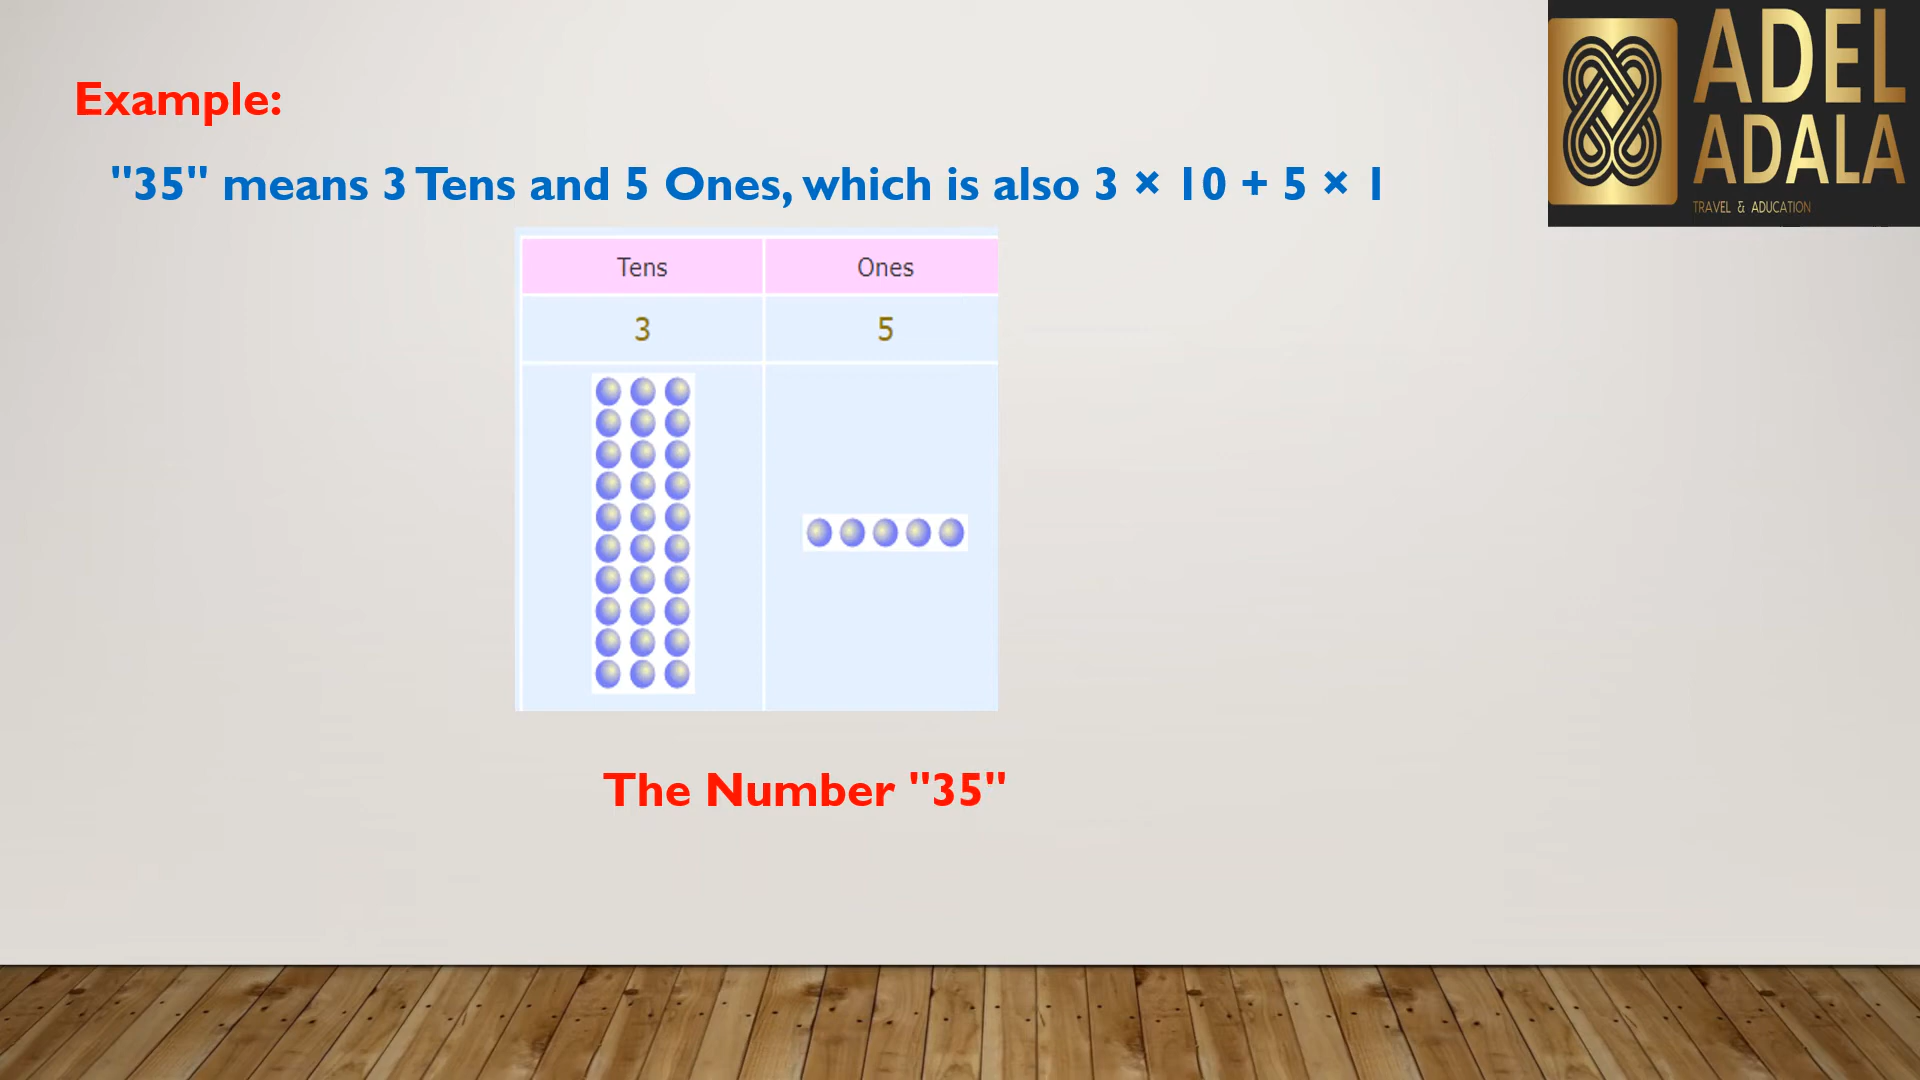 Example:
"35" means 3 Tens and 5 Ones, which is also 3 × 10 + 5 × 1
ADEL
ADALA
TRAVEL & ADUCATION
Tens Ones
3 5
The Number "35"